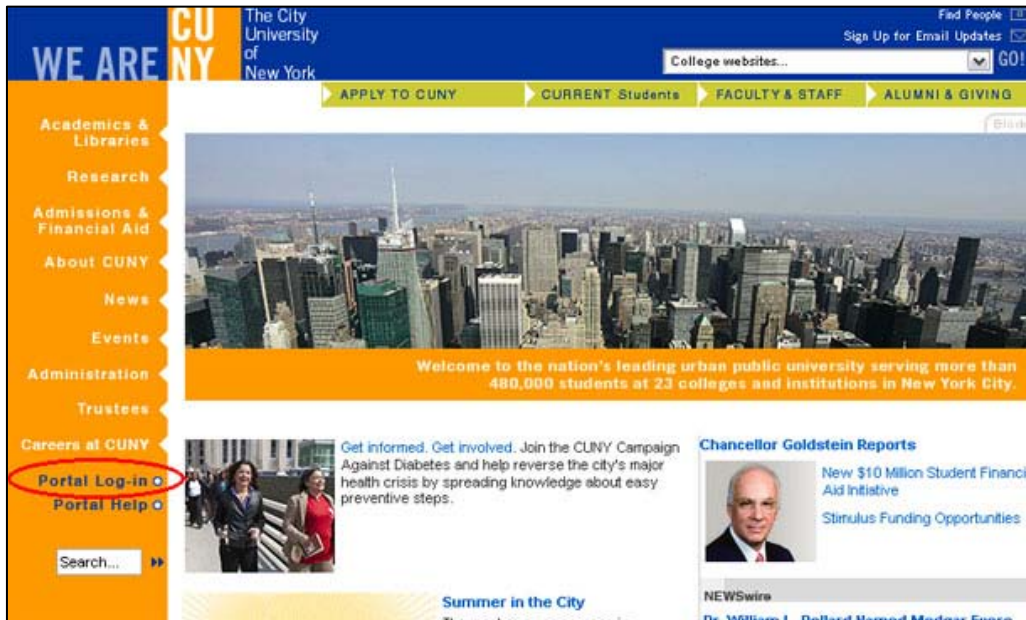 WE ARE
CU
NY
The City
University
of
New York
Find People
Sign Up for Email Updates
College websites...
GO!
APPLY TO CUNY
CURRENT Students
FACULTY & STAFF
ALUMNI & GIVING
Academics &
Libraries
Research
Admissions &
Financial Aid
About CUNY
News
Events
Administration
Trustees
Careers at CUNY
Portal Log-in
Portal Help
Search...
Welcome to the nation's leading urban public university serving more than
480,000 students at 23 colleges and institutions in New York City.
Get informed. Get involved. Join the CUNY Campaign
Against Diabetes and help reverse the city's major
health crisis by spreading knowledge about easy
preventive steps.
Summer in the City
Chancellor Goldstein Reports
New $10 Million Student Financi
Aid Initiative
Stimulus Funding Opportunities
NEWSwire
Dr. William L. Pollard Named Medgar Evers